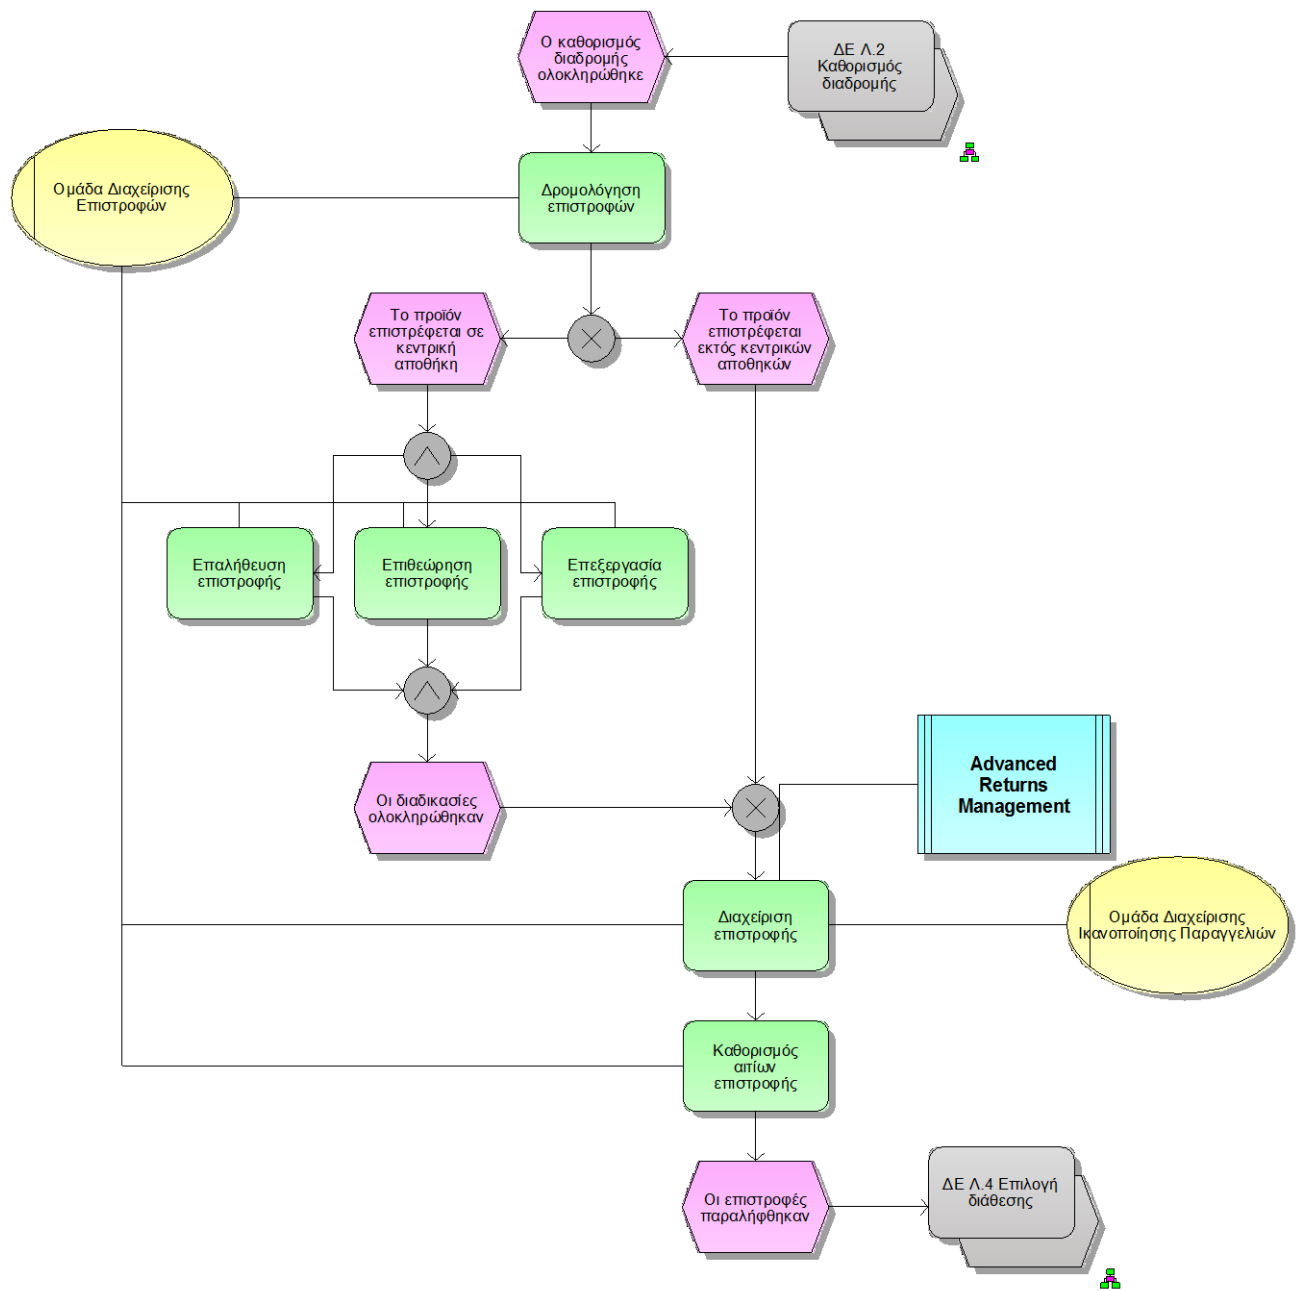 Ο καθορισμός
διαδρομής
ολοκληρώθηκε
ΔΕ Λ.2
Καθορισμός
διαδρομής
Ομάδα Διαχείρισης
Επιστροφών
Δρομολόγηση
επιστροφών
Το προϊόν
επιστρέφεται σε
κεντρική
αποθήκη
Το προϊόν
επιστρέφεται
εκτός κεντρικών
αποθηκών
Επαλήθευση
επιστροφής
Επιθεώρηση
επιστροφής
Επεξεργασία
επιστροφής
Οι διαδικασίες
ολοκληρώθηκαν
Advanced
Returns
Management
Διαχείριση
επιστροφής
Ομάδα Διαχείρισης
Ικανοποίησης Παραγγελιών
Καθορισμός
αιτίων
επιστροφής
Οι επιστροφές
παραλήφθηκαν
ΔΕ Λ.4 Επιλογή
διάθεσης